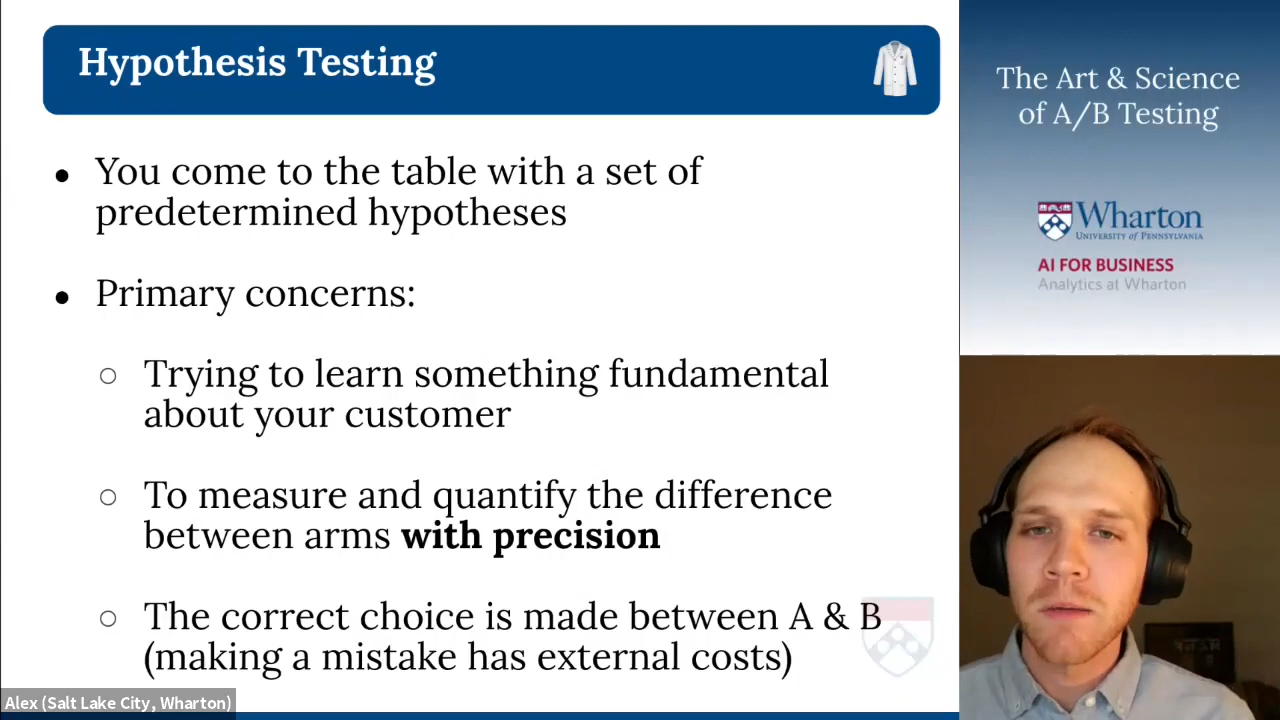 Hypothesis Testing
● You come to the table with a set of
predetermined hypotheses
● Primary concerns:
○ Trying to learn something fundamental
about your customer
○ To measure and quantify the difference
between arms with precision
○ The correct choice is made between A & B
(making a mistake has external costs)
Alex (Salt Lake City, Wharton)
The Art & Science
of A/B Testing
Wharton
UNIVERSITY of PENNSYLVANIA
AI FOR BUSINESS
Analytics at Wharton